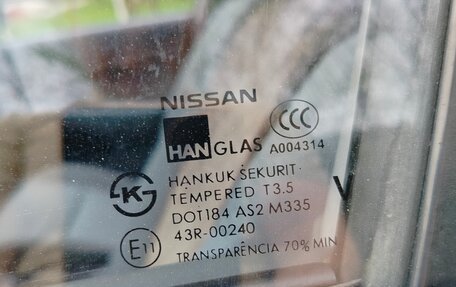 NISSAN
CCC
HANGLAS A004314
HANKUK SEKURIT
K TEMPERED T3.5
DOT184 AS2 M335
E11 43R-00240
TRANSPARÊNCIA 70% MIN
V